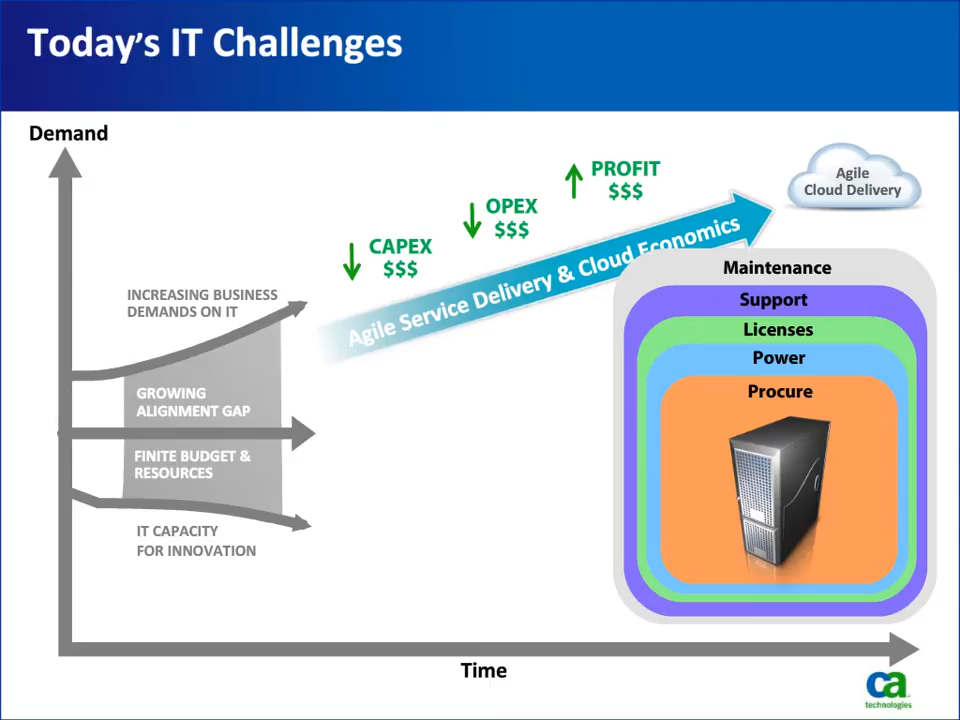 Today's IT Challenges
Demand
PROFIT
$$$
Agile
Cloud Delivery
OPEX
$$$
CAPEX
$$$
Agile Service Delivery & Cloud Economics
INCREASING BUSINESS
DEMANDS ON IT
GROWING
ALIGNMENT GAP
FINITE BUDGET &
RESOURCES
IT CAPACITY
FOR INNOVATION
Maintenance
Support
Licenses
Power
Procure
Time
ca
technologies